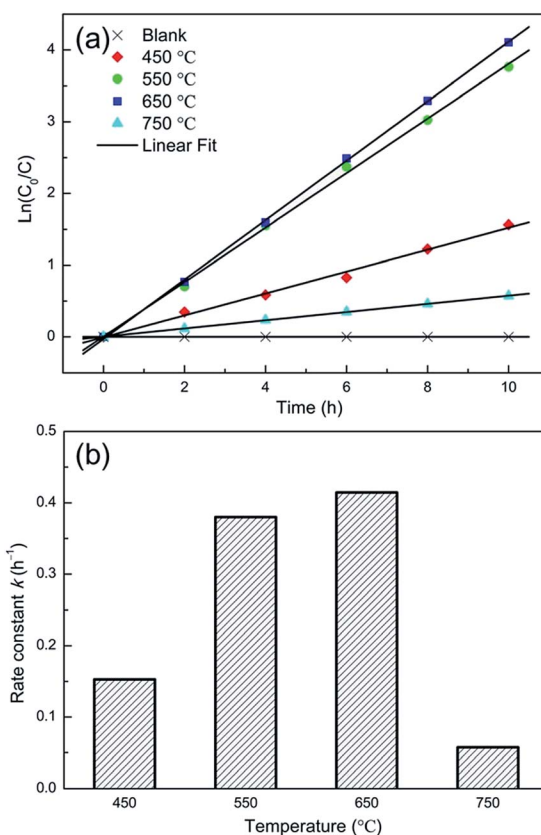 (a)
Blank
450 °C
550 °C
650 °C
750 °C
Linear Fit
Ln(C₀/C)
4
3
2
1
0
0 2 4 6 8 10
Time (h)
(b)
Rate constant k (h⁻¹)
0.5
0.4
0.3
0.2
0.1
0.0
450 550 650 750
Temperature (°C)